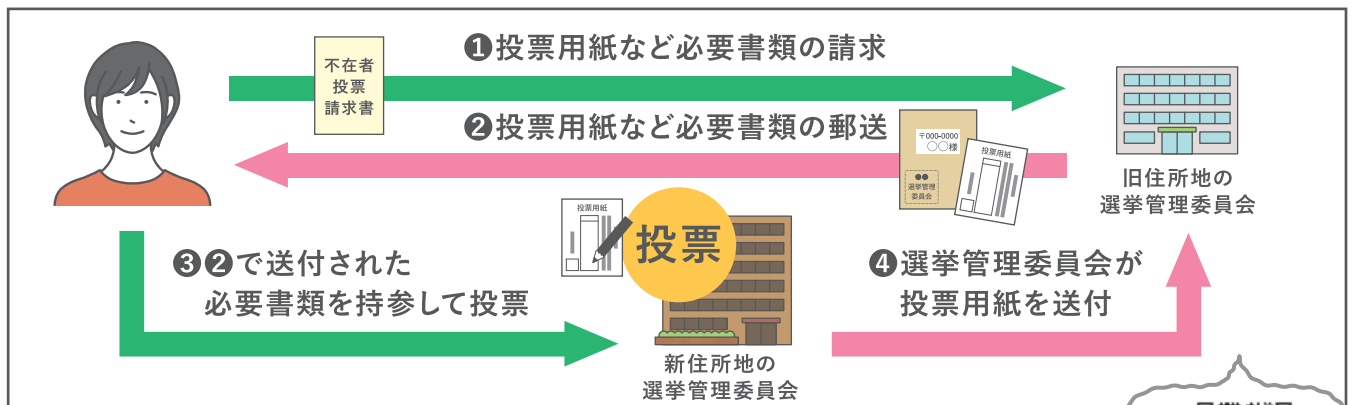 ❶投票用紙など必要書類の請求
不在者
投票
請求書
❷投票用紙など必要書類の郵送
〒000-0000
〇〇様
●●
選挙管理
委員会
投票用紙
旧住所地の
選挙管理委員会
投票用紙
投票
❸❷で送付された
必要書類を持参して投票
❹選挙管理委員会が
投票用紙を送付
新住所地の
選挙管理委員会